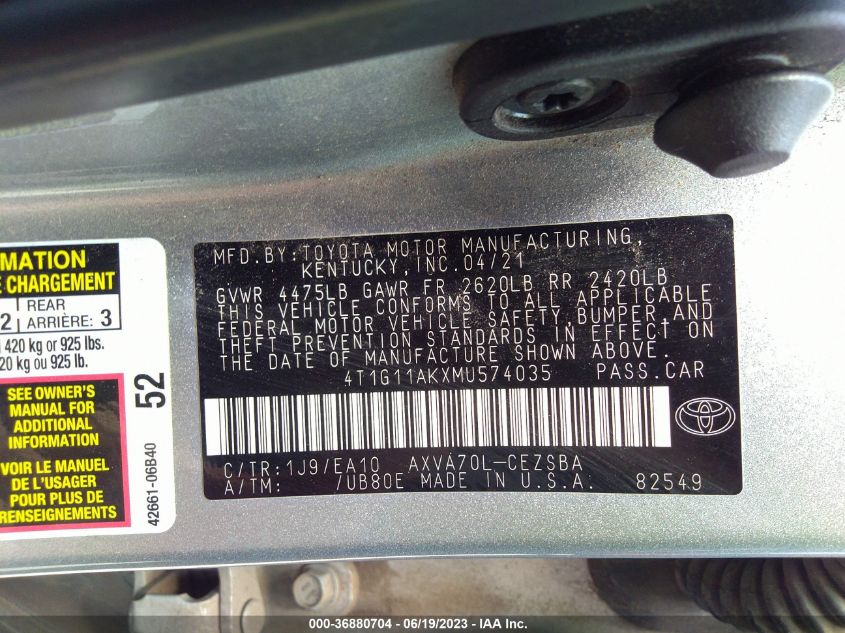 MATION
E CHARGEMENT
REAR
2 ARRIÈRE: 3
420 kg or 925 lbs.
20 kg ou 925 lb.
SEE OWNER'S
MANUAL FOR
ADDITIONAL
INFORMATION
VOIR LE MANUEL
DE L'USAGER
POUR PLUS DE
RENSEIGNEMENTS
52
42661-06B40
MFD.BY:TOYOTA MOTOR MANUFACTURING,
KENTUCKY,INC.04/21
GVWR 4475LB GAWR FR 2620LB RR 2420LB
THIS VEHICLE CONFORMS TO ALL APPLICABLE
FEDERAL MOTOR VEHICLE SAFETY,BUMPER,AND
THEFT PREVENTION STANDARDS IN EFFECT ON
THE DATE OF MANUFACTURE SHOWN ABOVE.
4T1G11AKXMU574035 PASS.CAR
C/TR:1J9/EA10 AXVA70L-CEZSBA
A/TM: /UB80E MADE IN U.S.A. 82549
000-36880704 - 06/19/2023 - IAA Inc.